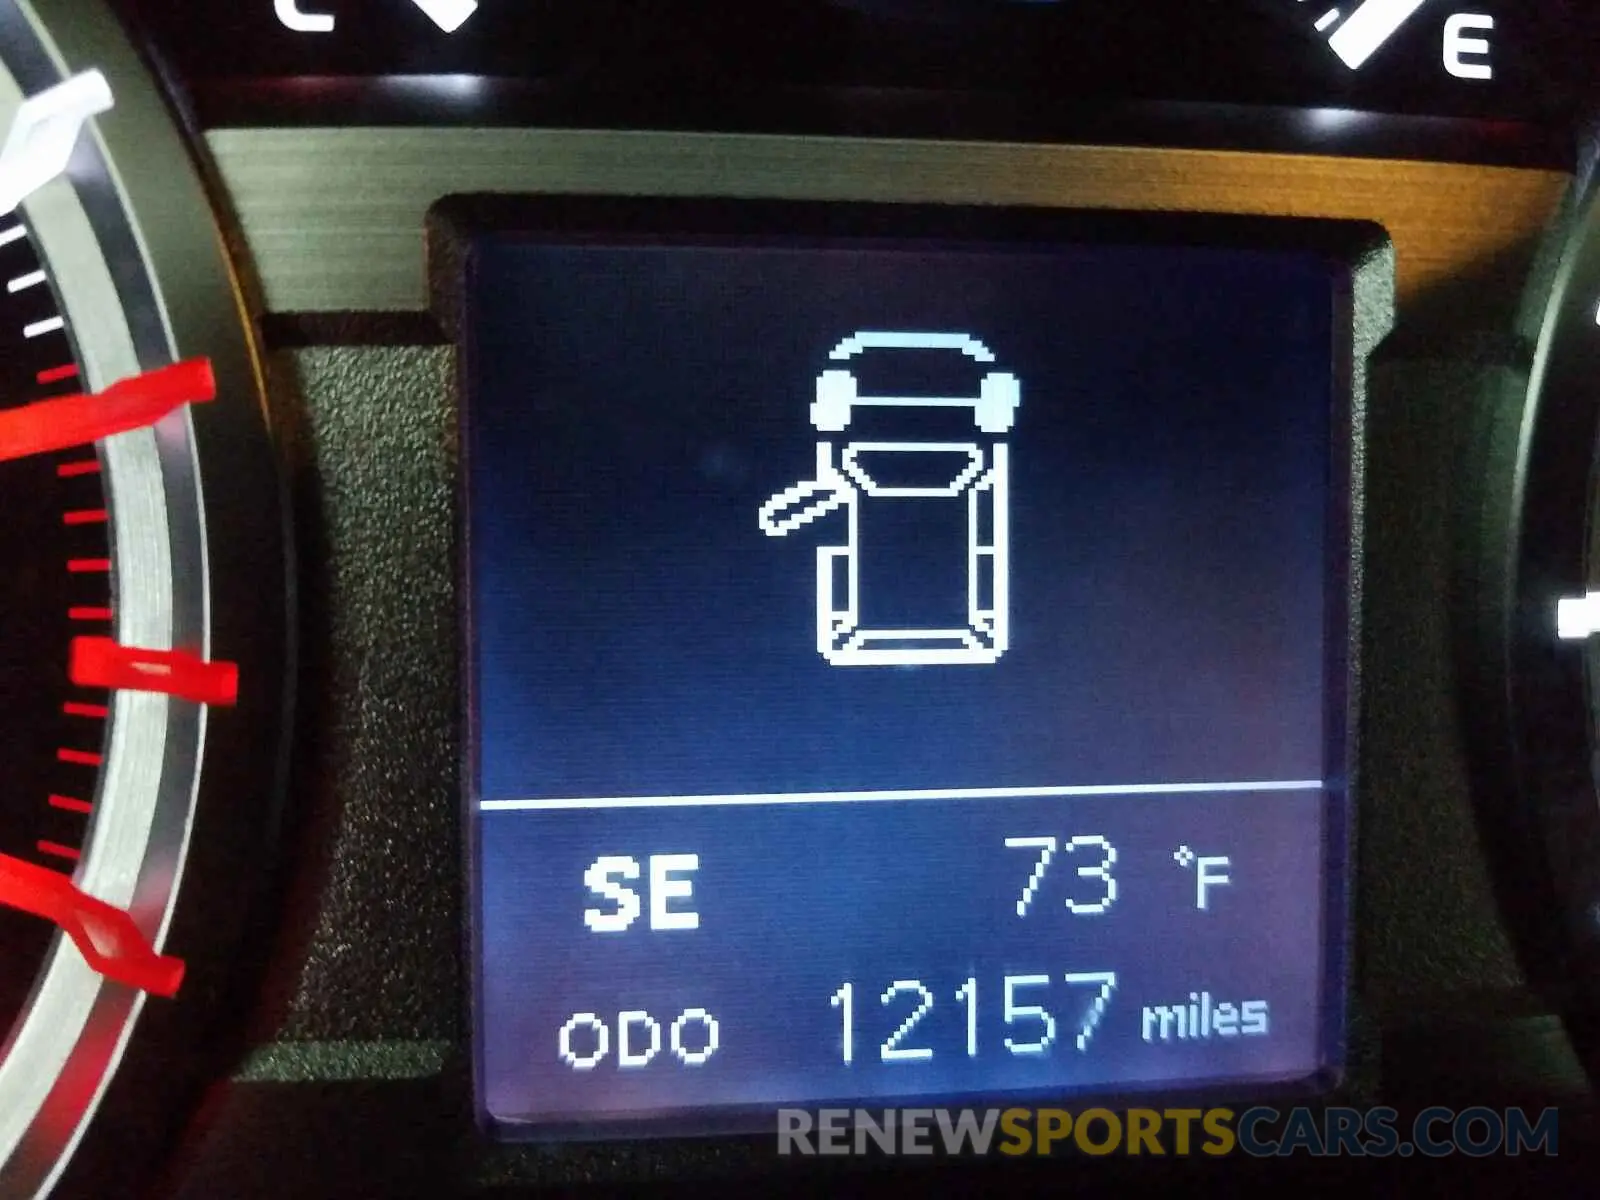 C E
SE 73 °F
ODO 12157 miles
RENEWSPORTSCARS.COM